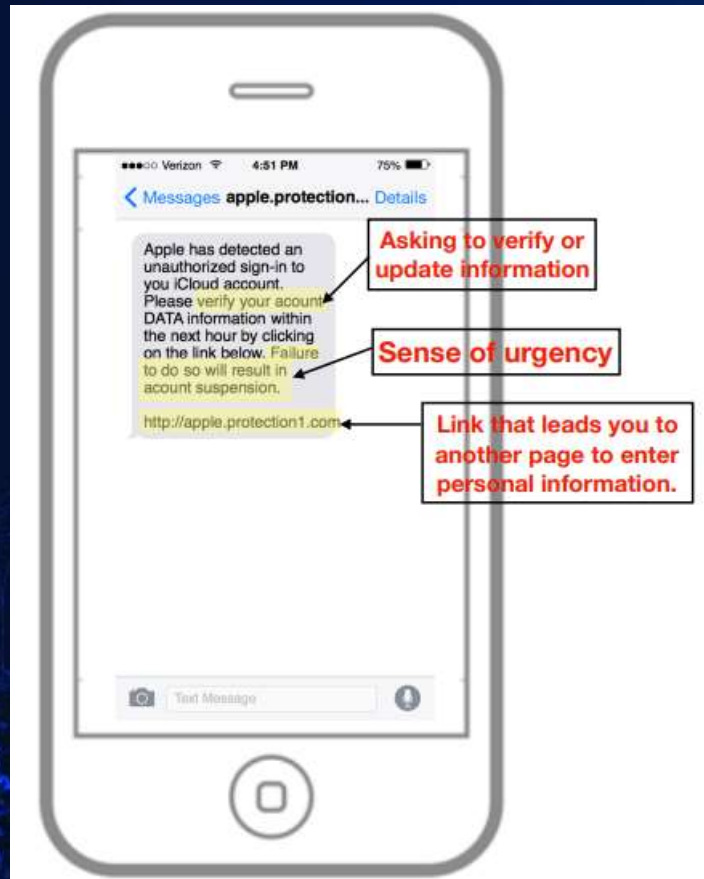 Verizon 4:51 PM 75%
Messages apple.protection... Details
Apple has detected an
unauthorized sign-in to
you iCloud account.
Please verify your acount
DATA information within
the next hour by clicking
on the link below. Failure
to do so will result in
acount suspension.
http://apple.protection1.com
Asking to verify or
update information
Sense of urgency
Link that leads you to
another page to enter
personal information.
Text Message